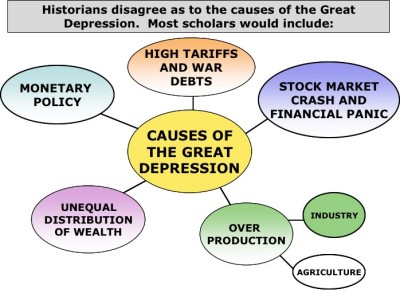 Historians disagree as to the causes of the Great
Depression.  Most scholars would include:
HIGH TARIFFS
AND WAR
DEBTS
MONETARY
POLICY
STOCK MARKET
CRASH AND
FINANCIAL PANIC
CAUSES OF
THE GREAT
DEPRESSION
UNEQUAL
DISTRIBUTION
OF WEALTH
OVER
PRODUCTION
INDUSTRY
AGRICULTURE